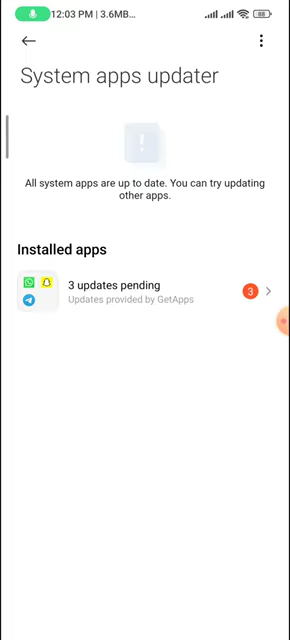 12:03 PM | 3.6MB...
88
System apps updater
All system apps are up to date. You can try updating
other apps.
Installed apps
3 updates pending
3
Updates provided by GetApps